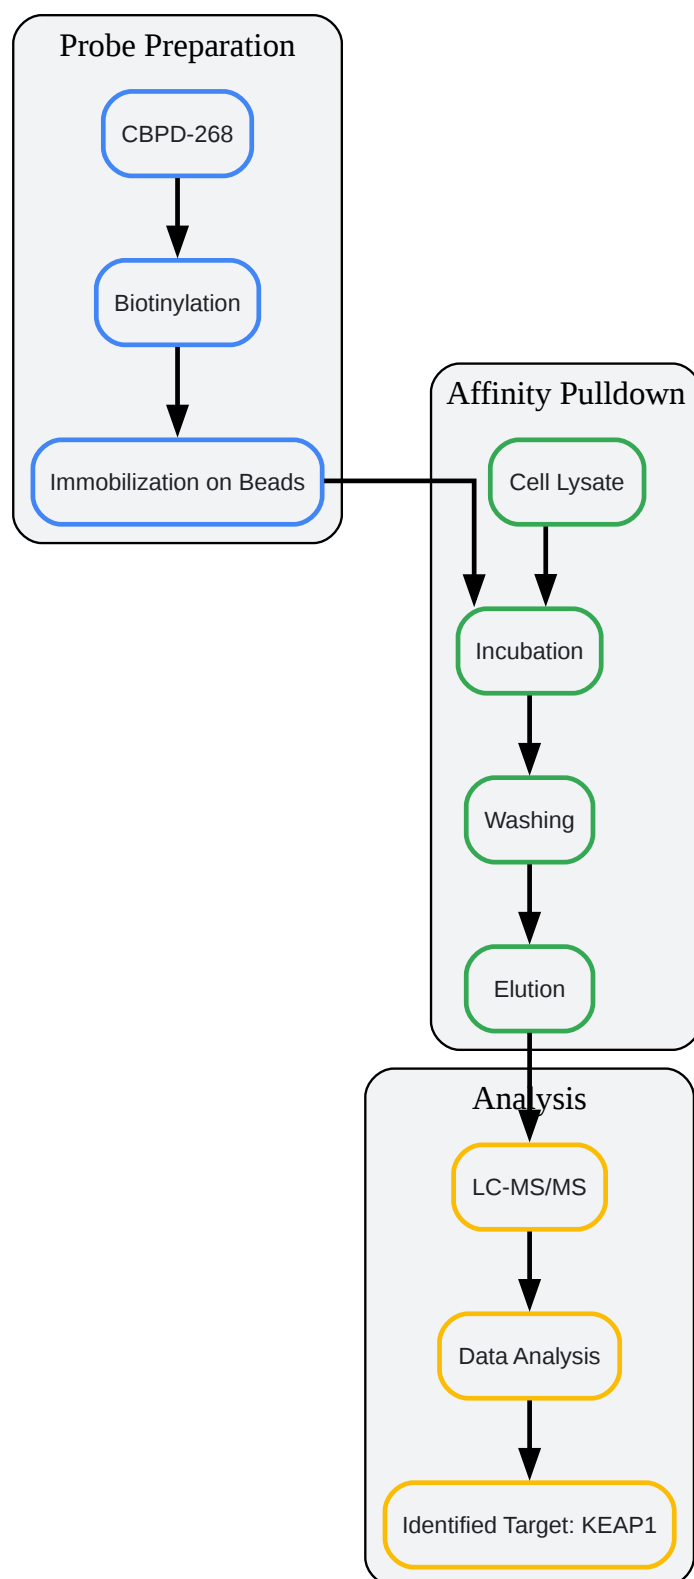 Probe Preparation
CBPD-268
Biotinylation
Immobilization on Beads
Affinity Pulldown
Cell Lysate
Incubation
Washing
Elution
Analysis
LC-MS/MS
Data Analysis
Identified Target: KEAP1